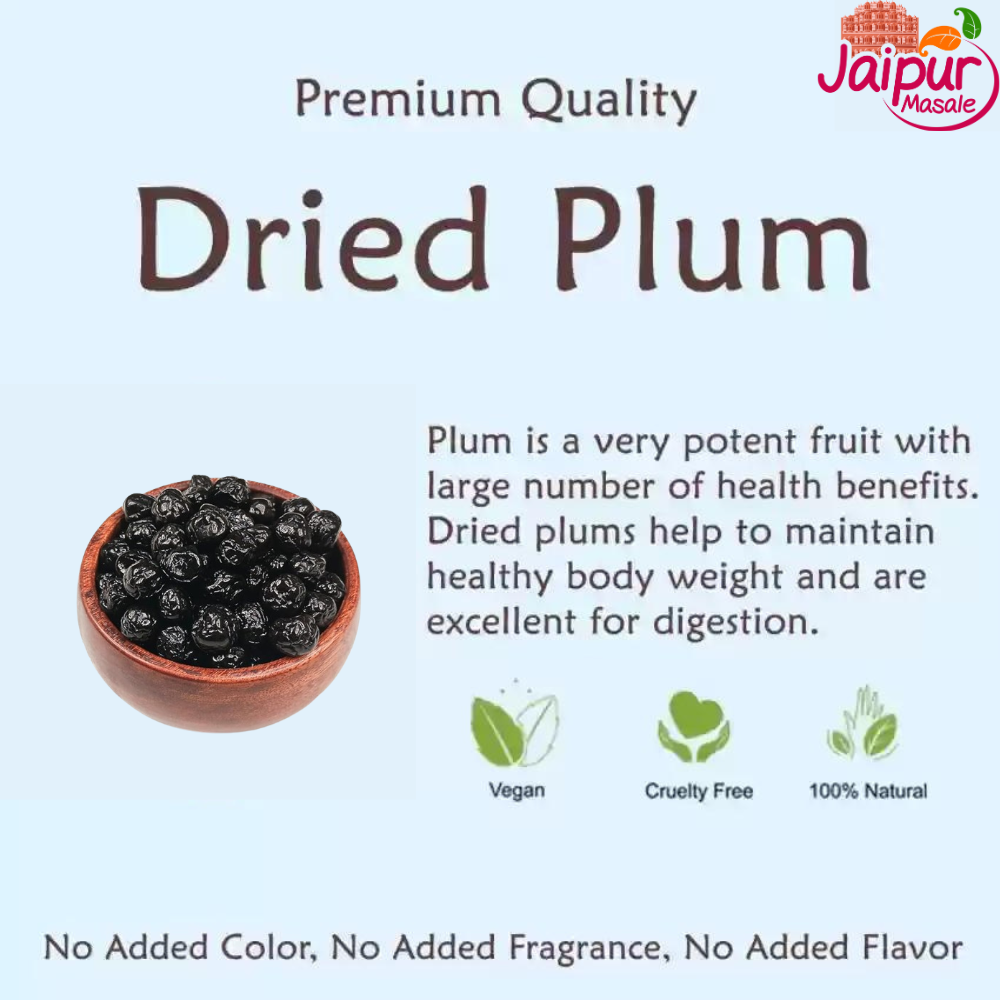 Jaipur
Masale
Premium Quality
Dried Plum
Plum is a very potent fruit with
large number of health benefits.
Dried plums help to maintain
healthy body weight and are
excellent for digestion.
Vegan
Cruelty Free
100% Natural
No Added Color, No Added Fragrance, No Added Flavor